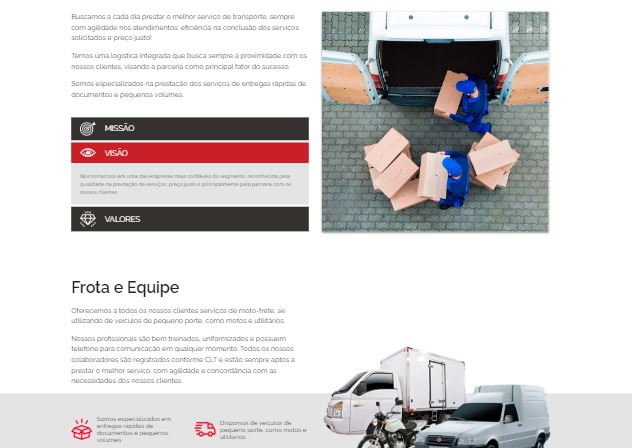 Buscamos a cada dia prestar o melhor serviço de transporte, sempre
com agilidade nos atendimentos, eficiência na conclusão dos serviços
solicitados e preço justo!
Temos uma logística integrada que busca sempre a proximidade com os
nossos clientes, visando a parceria como principal fator do sucesso.
Somos especializados na prestação dos serviços de entregas rápidas de
documentos e pequenos volumes.
MISSÃO
VISÃO
Nos tornarmos em uma das empresas mais confiáveis do segmento, reconhecida pela
qualidade na prestação de serviços, preço justo e principalmente pela parceria com os
nossos clientes.
VALORES
Frota e Equipe
Oferecemos a todos os nossos clientes serviços de moto-frete, se
utilizando de veículos de pequeno porte, como motos e utilitários.
Nossos profissionais são bem treinados, uniformizados e possuem
telefone para comunicação em qualquer momento. Todos os nossos
colaboradores são registrados conforme CLT e estão sempre aptos a
prestar o melhor serviço, com agilidade e concordância com as
necessidades dos nossos clientes.
Somos especializados em
entregas rápidas de
documentos e pequenos
volumes.
Dispomos de veículos de
pequeno porte, como motos e
utilitários.